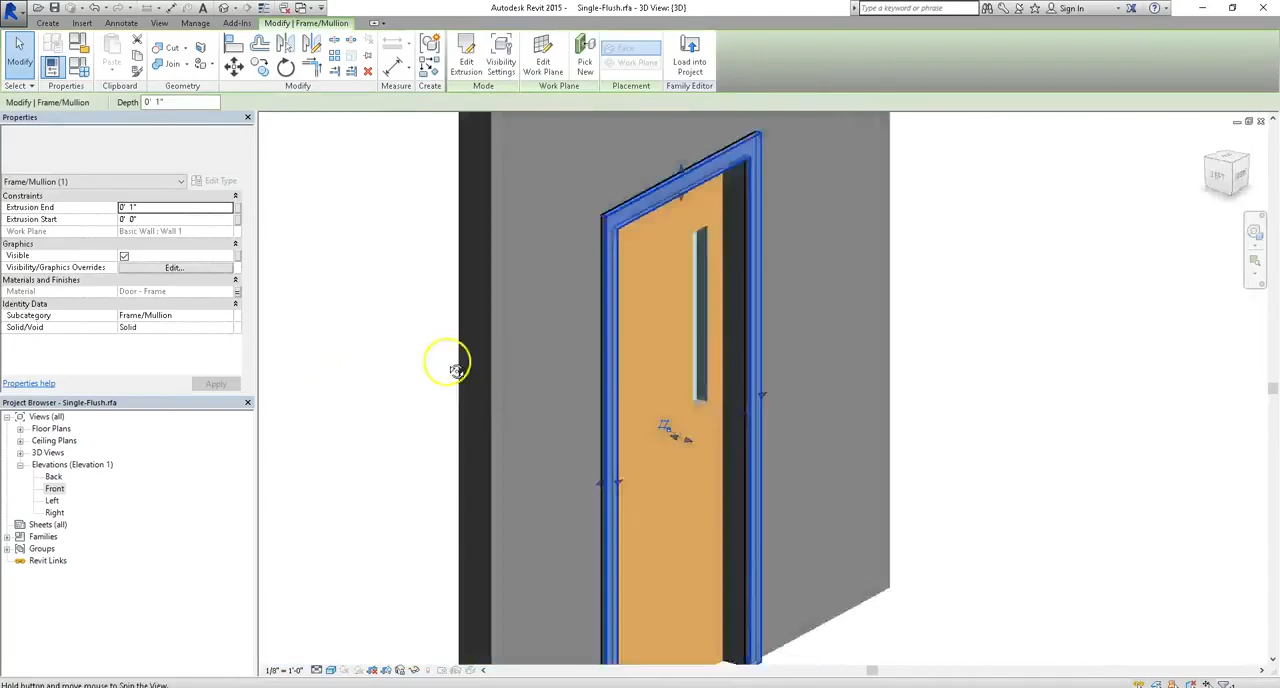 Autodesk Revit 2015 - Single-Flush.rfa - 3D View: {3D}
Type a keyword or phrase
Sign In
Create Insert Annotate View Manage Add-Ins Modify | Frame/Mullion
Modify
Paste
Cut
Join
Edit Extrusion
Visibility Settings
Edit Work Plane
Pick New
Face
Work Plane
Load into Project
Select Properties Clipboard Geometry Modify Measure Create Mode Work Plane Placement Family Editor
Modify | Frame/Mullion Depth 0' 1"
Properties
Frame/Mullion (1) Edit Type
Constraints
Extrusion End 0' 1"
Extrusion Start 0' 0"
Work Plane Basic Wall : Wall 1
Graphics
Visible
Visibility/Graphics Overrides Edit...
Materials and Finishes
Material Door - Frame
Identity Data
Subcategory Frame/Mullion
Solid/Void Solid
Properties help Apply
Project Browser - Single-Flush.rfa
Views (all)
Floor Plans
Ceiling Plans
3D Views
Elevations (Elevation 1)
Back
Front
Left
Right
Sheets (all)
Families
Groups
Revit Links
1/8" = 1'-0"
Hold button and move mouse to Spin the View.